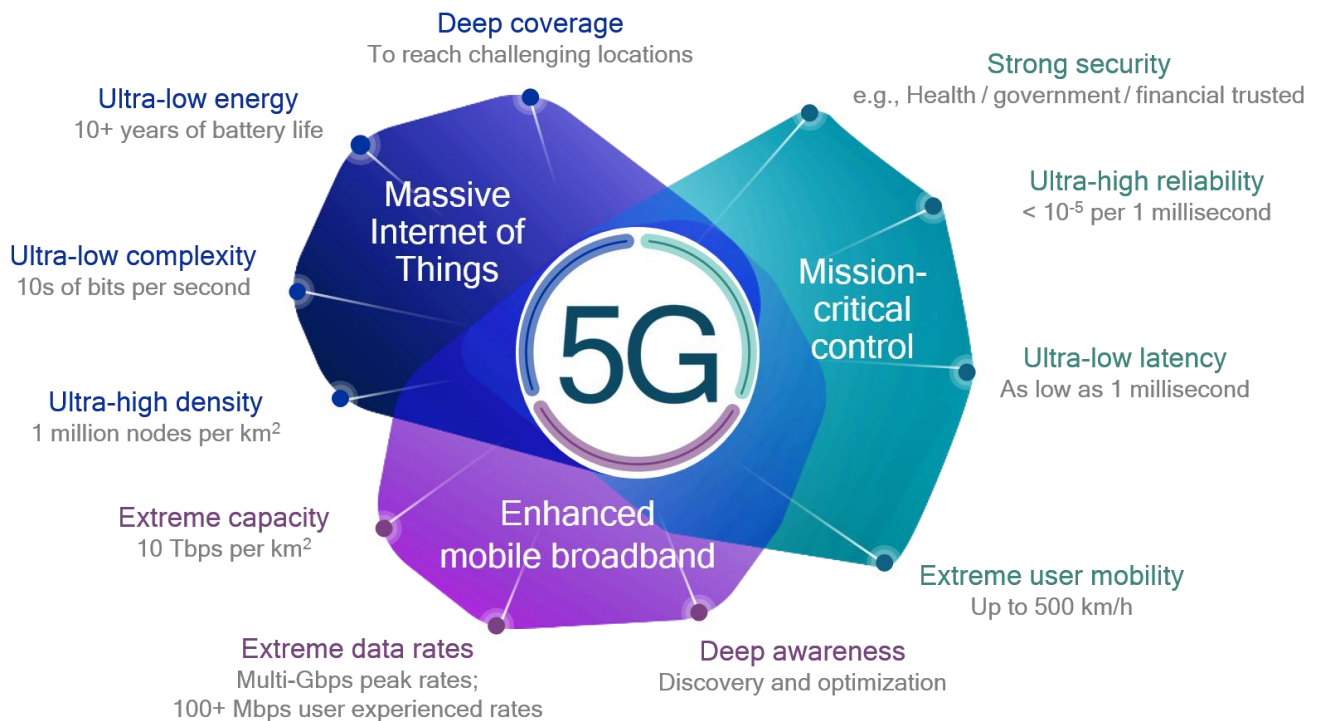 Deep coverage
To reach challenging locations
Ultra-low energy
10+ years of battery life
Ultra-low complexity
10s of bits per second
Ultra-high density
1 million nodes per km²
Massive
Internet of
Things
5G
Strong security
e.g., Health / government / financial trusted
Ultra-high reliability
< 10⁻⁵ per 1 millisecond
Mission-
critical
control
Ultra-low latency
As low as 1 millisecond
Extreme user mobility
Up to 500 km/h
Extreme capacity
10 Tbps per km²
Enhanced
mobile broadband
Extreme data rates
Multi-Gbps peak rates;
100+ Mbps user experienced rates
Deep awareness
Discovery and optimization